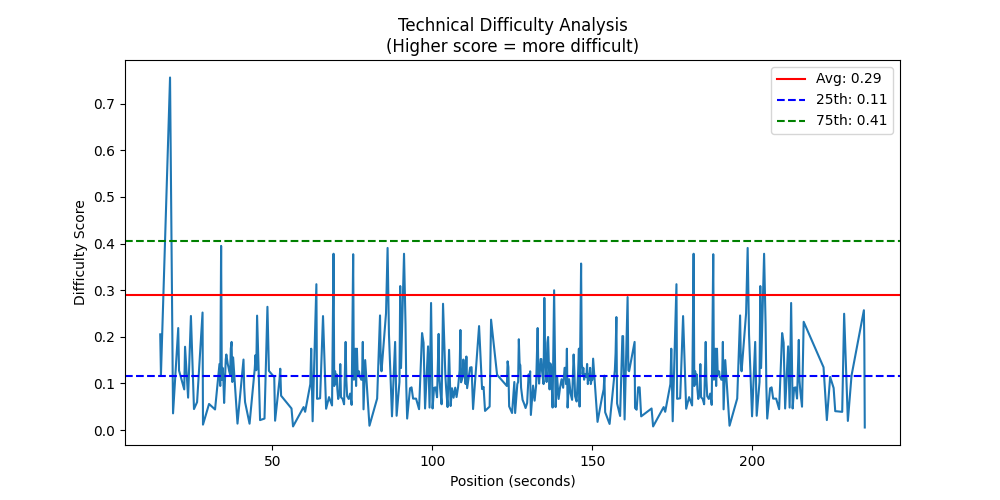 Technical Difficulty Analysis
(Higher score = more difficult)
Avg: 0.29
25th: 0.11
75th: 0.41
Difficulty Score
0.7
0.6
0.5
0.4
0.3
0.2
0.1
0.0
50 100 150 200
Position (seconds)